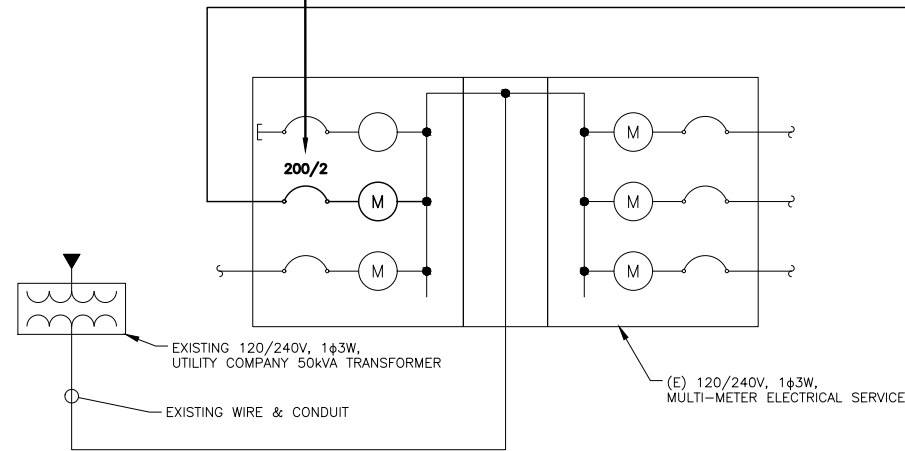 M
200/2
M
M
M
M
EXISTING 120/240V, 1ϕ3W,
UTILITY COMPANY 50kVA TRANSFORMER
(E) 120/240V, 1ϕ3W,
MULTI-METER ELECTRICAL SERVICE
EXISTING WIRE & CONDUIT